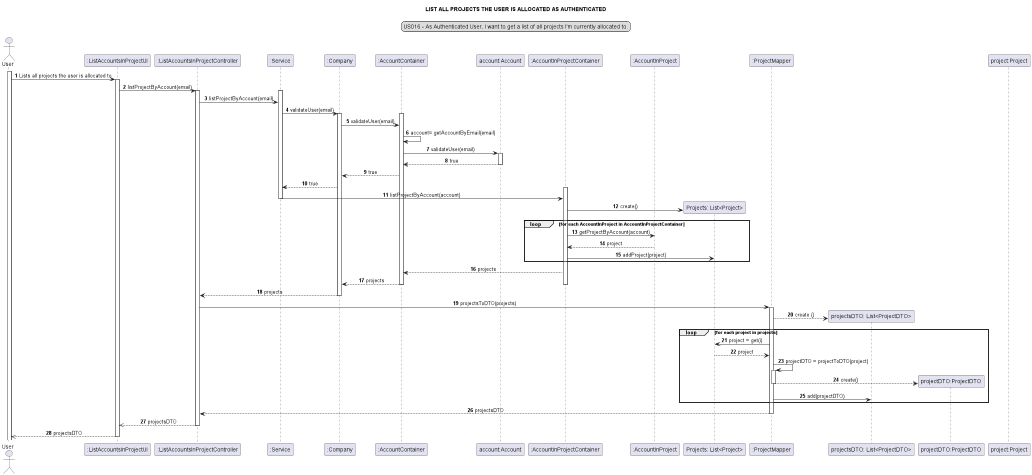 LIST ALL PROJECTS THE USER IS ALLOCATED AS AUTHENTICATED
US016 - As Authenticated User, I want to get a list of all projects I'm currently allocated to.
User
:ListAccountsInProjectUI
:ListAccountsInProjectController
:Service
:Company
:AccountContainer
account:Account
:AccountInProjectContainer
:AccountInProject
:ProjectMapper
project:Project
1 Lists all projects the user is allocated to
2 listProjectByAccount(email)
3 listProjectByAccount(email)
4 validateUser(email)
5 validateUser(email)
6 account= getAccountByEmail(email)
7 validateUser(email)
8 true
9 true
10 true
11 listProjectByAccount(account)
12 create()
Projects: List<Project>
loop [for each AccountInProject in AccountInProjectContainer]
13 getProjectByAccount(account)
14 project
15 addProject(project)
16 projects
17 projects
18 projects
19 projectsToDTO(projects)
20 create ()
projectsDTO: List<ProjectDTO>
loop [for each project in projects]
21 project = get(i)
22 project
23 projectDTO = projectToDTO(project)
24 create()
projectDTO:ProjectDTO
25 add(projectDTO)
26 projectsDTO
27 projectsDTO
28 projectsDTO
User
:ListAccountsInProjectUI
:ListAccountsInProjectController
:Service
:Company
:AccountContainer
account:Account
:AccountInProjectContainer
:AccountInProject
Projects: List<Project>
:ProjectMapper
projectsDTO: List<ProjectDTO>
projectDTO:ProjectDTO
project:Project